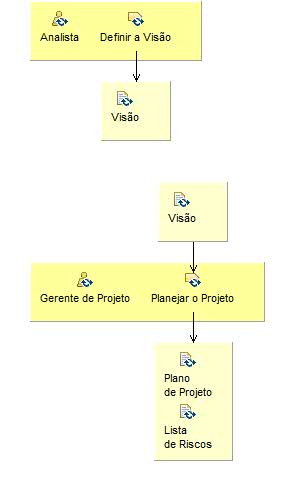 Analista Definir a Visão
Visão
Visão
Gerente de Projeto Planejar o Projeto
Plano
de Projeto
Lista
de Riscos